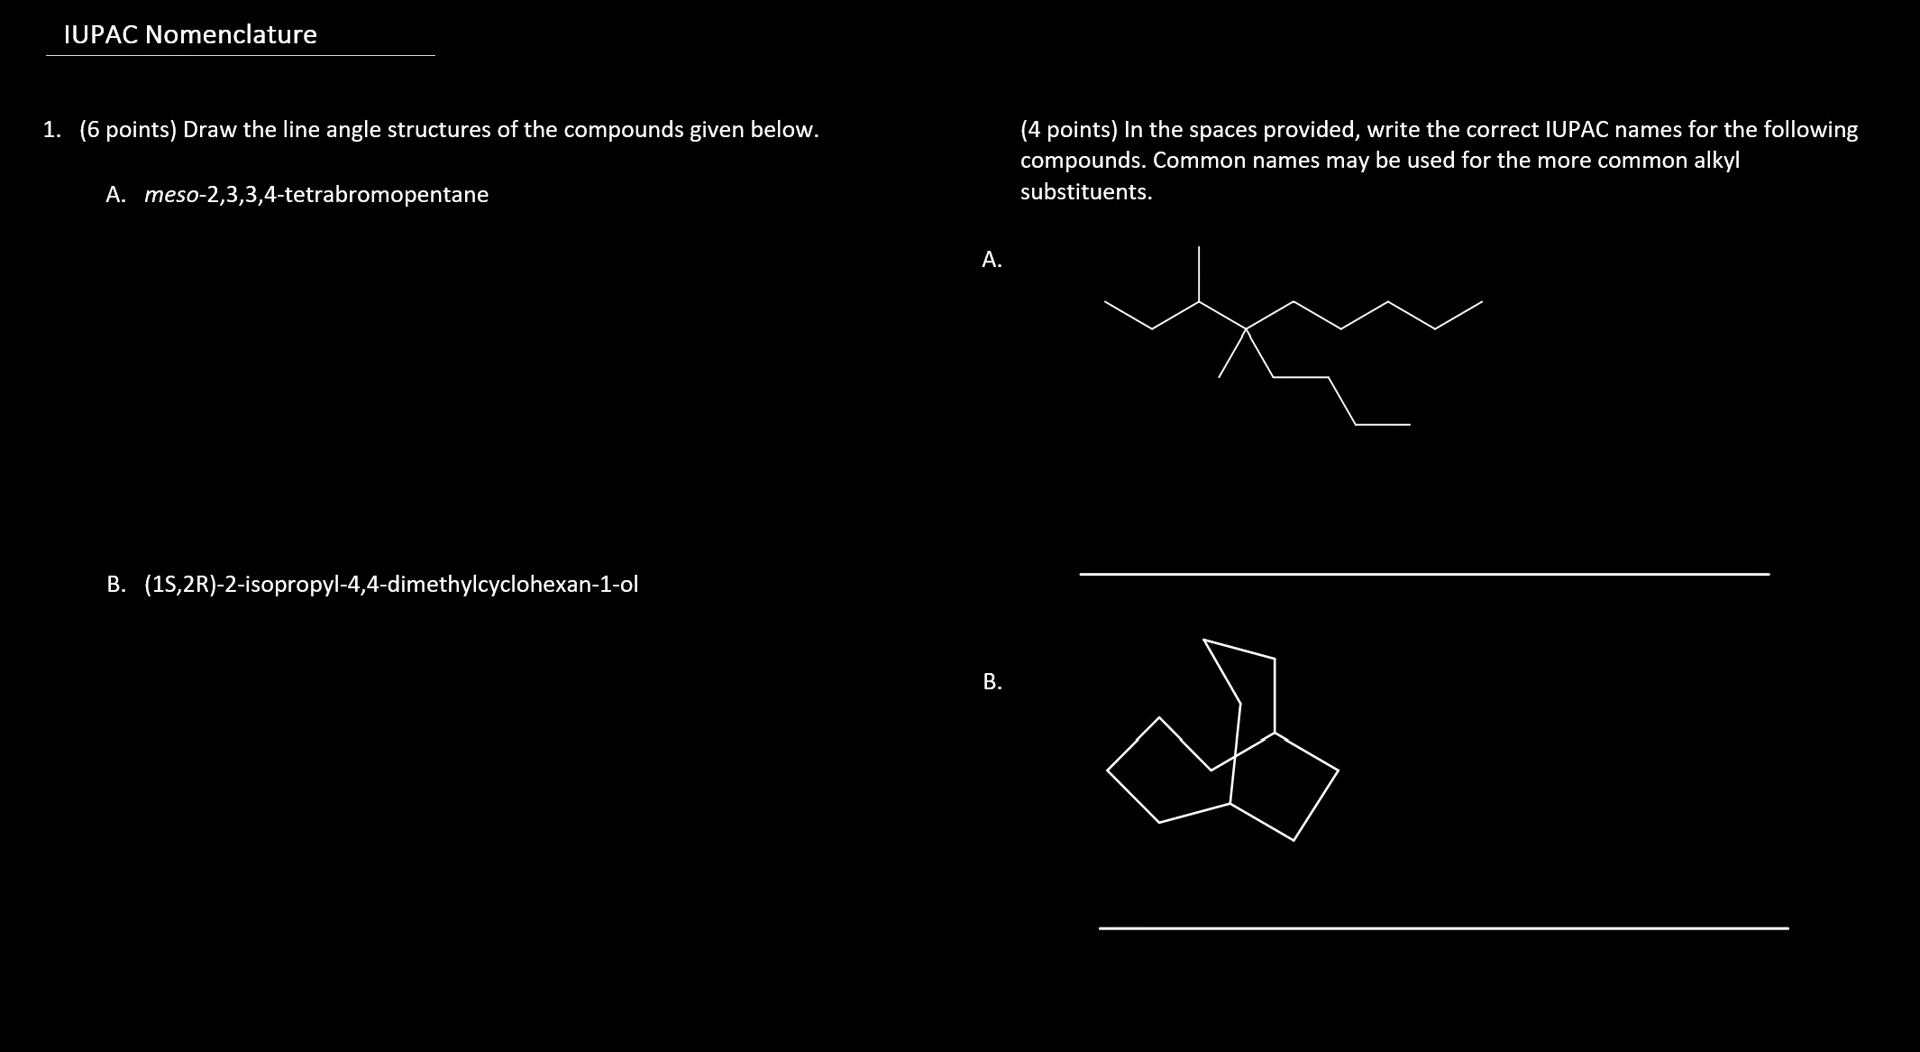 IUPAC Nomenclature
1. (6 points) Draw the line angle structures of the compounds given below.
A. meso-2,3,3,4-tetrabromopentane
B. (1S,2R)-2-isopropyl-4,4-dimethylcyclohexan-1-ol
(4 points) In the spaces provided, write the correct IUPAC names for the following
compounds. Common names may be used for the more common alkyl
substituents.
A.
B.